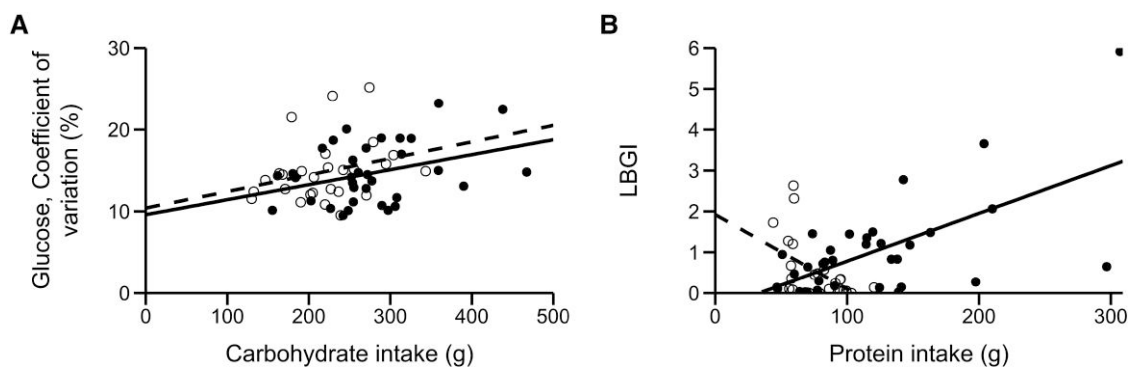 A
Glucose, Coefficient of
variation (%)
30
20
10
0
0 100 200 300 400 500
Carbohydrate intake (g)
B
LBGI
6
5
4
3
2
1
0
0 100 200 300
Protein intake (g)